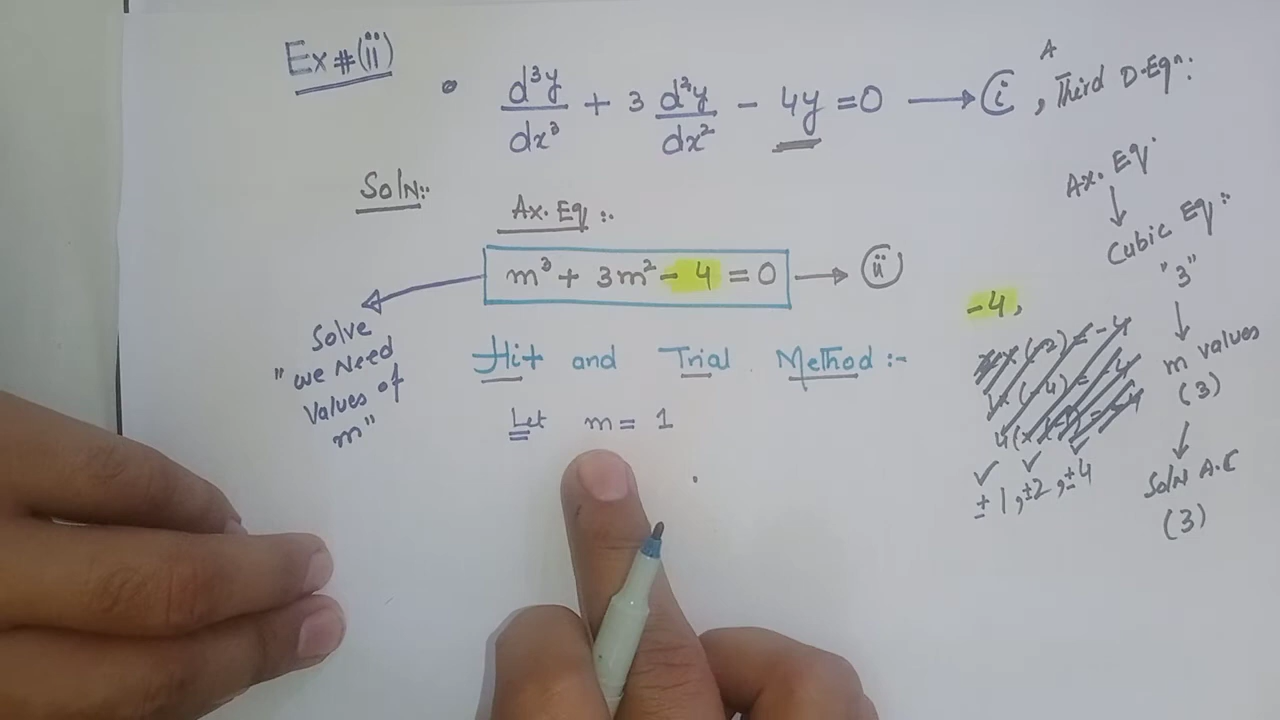 Ex#(ii)
• d³y/dx³ + 3 d²y/dx² - 4y = 0 → (i), A Third D.Eqⁿ:
Soln:.
Ax. Eq :.
m³ + 3m² - 4 = 0 → (ii)
Solve
"we Need
Values of
m"
Hit and Trial Method :-
Let m = 1
-4,
±1, ±2, ±4
Ax. Eq.
↓
Cubic Eq:.
"3"
↓
m values
(3)
↓
Soln A.C
(3)